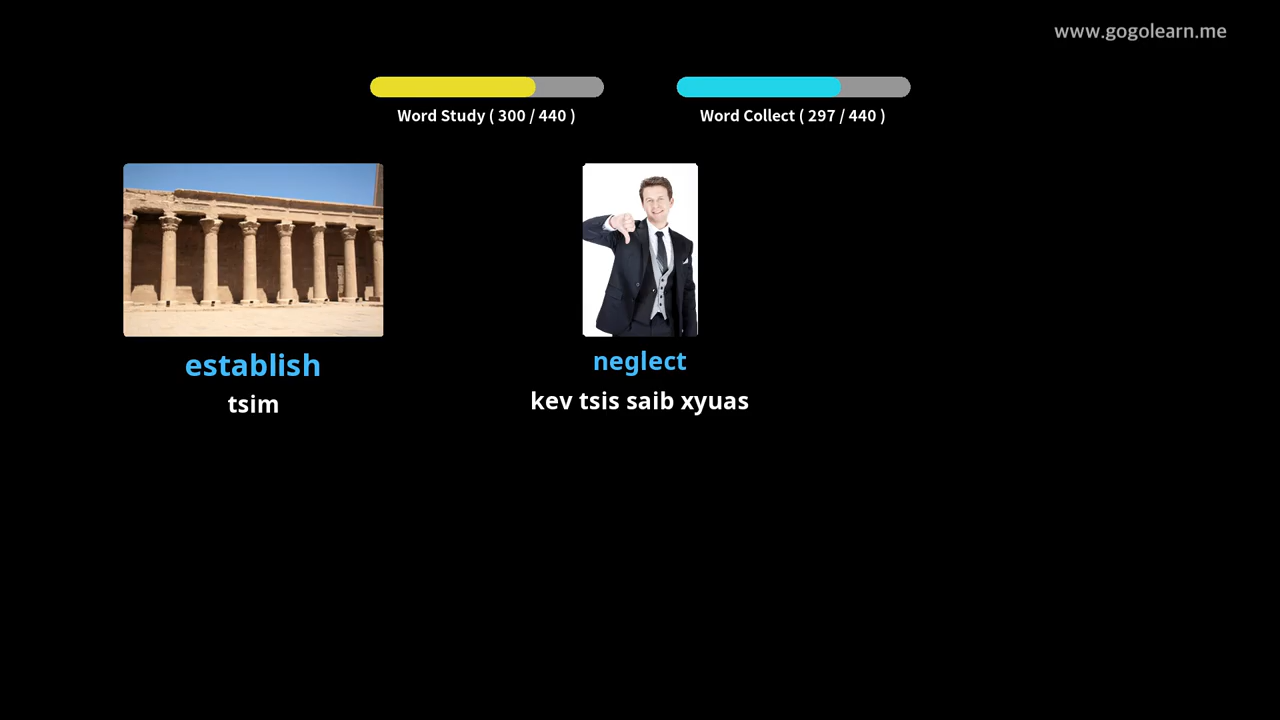 www.gogolearn.me
Word Study ( 300 / 440 )
Word Collect ( 297 / 440 )
establish
tsim
neglect
kev tsis saib xyuas